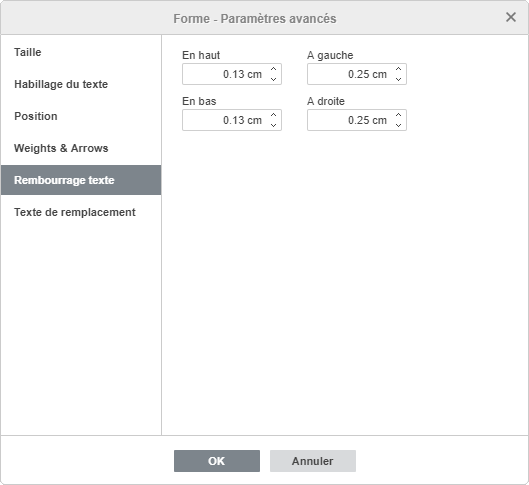 Forme - Paramètres avancés
Taille
Habillage du texte
Position
Weights & Arrows
Rembourrage texte
Texte de remplacement
En haut A gauche
0.13 cm 0.25 cm
En bas A droite
0.13 cm 0.25 cm
OK Annuler